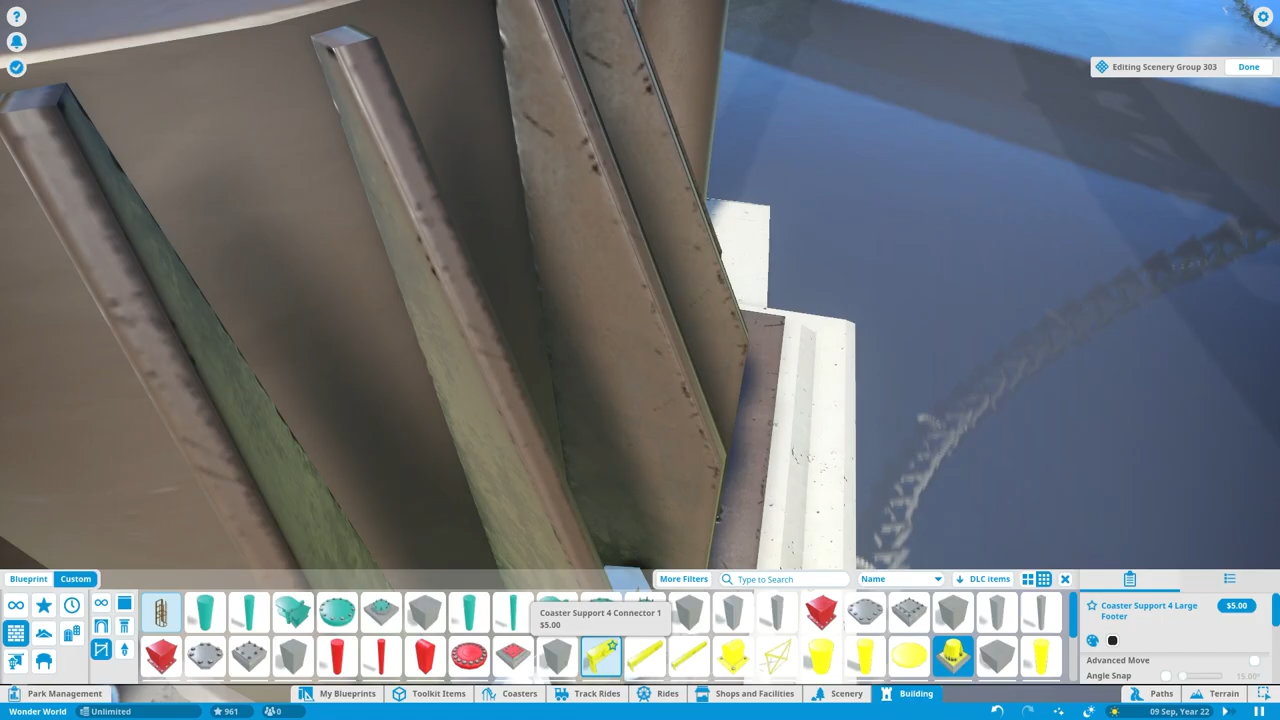 Editing Scenery Group 303
Done
Blueprint
Custom
More Filters
Type to Search
Name
DLC items
Coaster Support 4 Connector 1
$5.00
Coaster Support 4 Large Footer
$5.00
Advanced Move
Angle Snap
15.00°
Park Management
My Blueprints
Toolkit Items
Coasters
Track Rides
Rides
Shops and Facilities
Scenery
Building
Paths
Terrain
Wonder World
Unlimited
961
0
09 Sep, Year 22